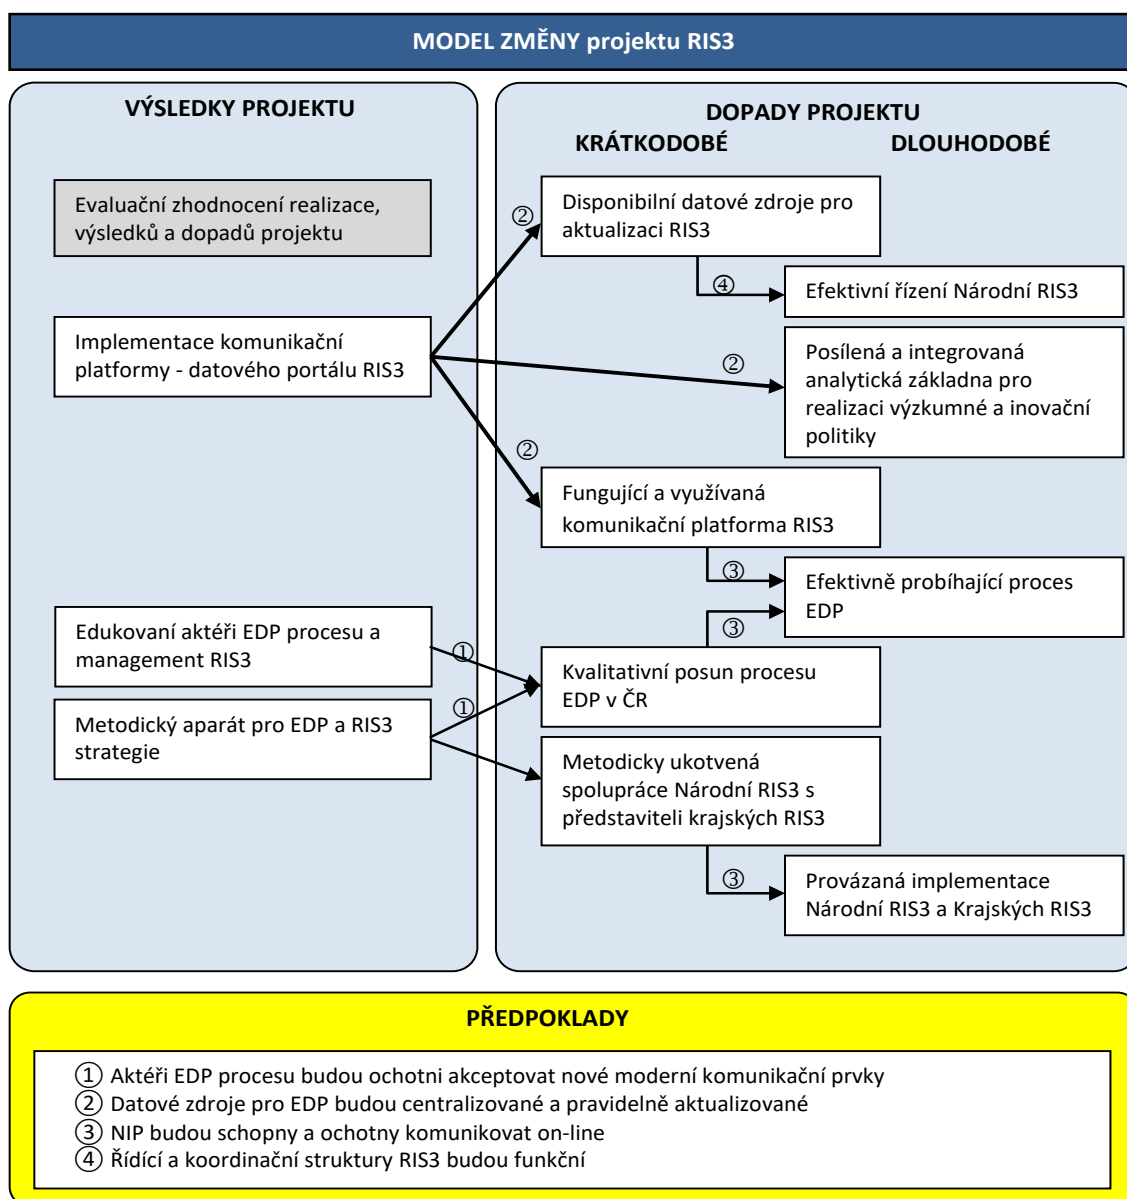 MODEL ZMĚNY projektu RIS3
VÝSLEDKY PROJEKTU
Evaluační zhodnocení realizace,
výsledků a dopadů projektu
Implementace komunikační
platformy - datového portálu RIS3
Edukovaní aktéři EDP procesu a
management RIS3
Metodický aparát pro EDP a RIS3
strategie
DOPADY PROJEKTU
KRÁTKODOBÉ
DLOUHODOBÉ
②
Disponibilní datové zdroje pro
aktualizaci RIS3
④
Efektivní řízení Národní RIS3
②
Posílená a integrovaná
analytická základna pro
realizaci výzkumné a inovační
politiky
②
Fungující a využívaná
komunikační platforma RIS3
③
Efektivně probíhající proces
EDP
③
①
Kvalitativní posun procesu
EDP v ČR
①
Metodicky ukotvená
spolupráce Národní RIS3 s
představiteli krajských RIS3
③
Provázaná implementace
Národní RIS3 a Krajských RIS3
PŘEDPOKLADY
① Aktéři EDP procesu budou ochotni akceptovat nové moderní komunikační prvky
② Datové zdroje pro EDP budou centralizované a pravidelně aktualizované
③ NIP budou schopny a ochotny komunikovat on-line
④ Řídící a koordinační struktury RIS3 budou funkční